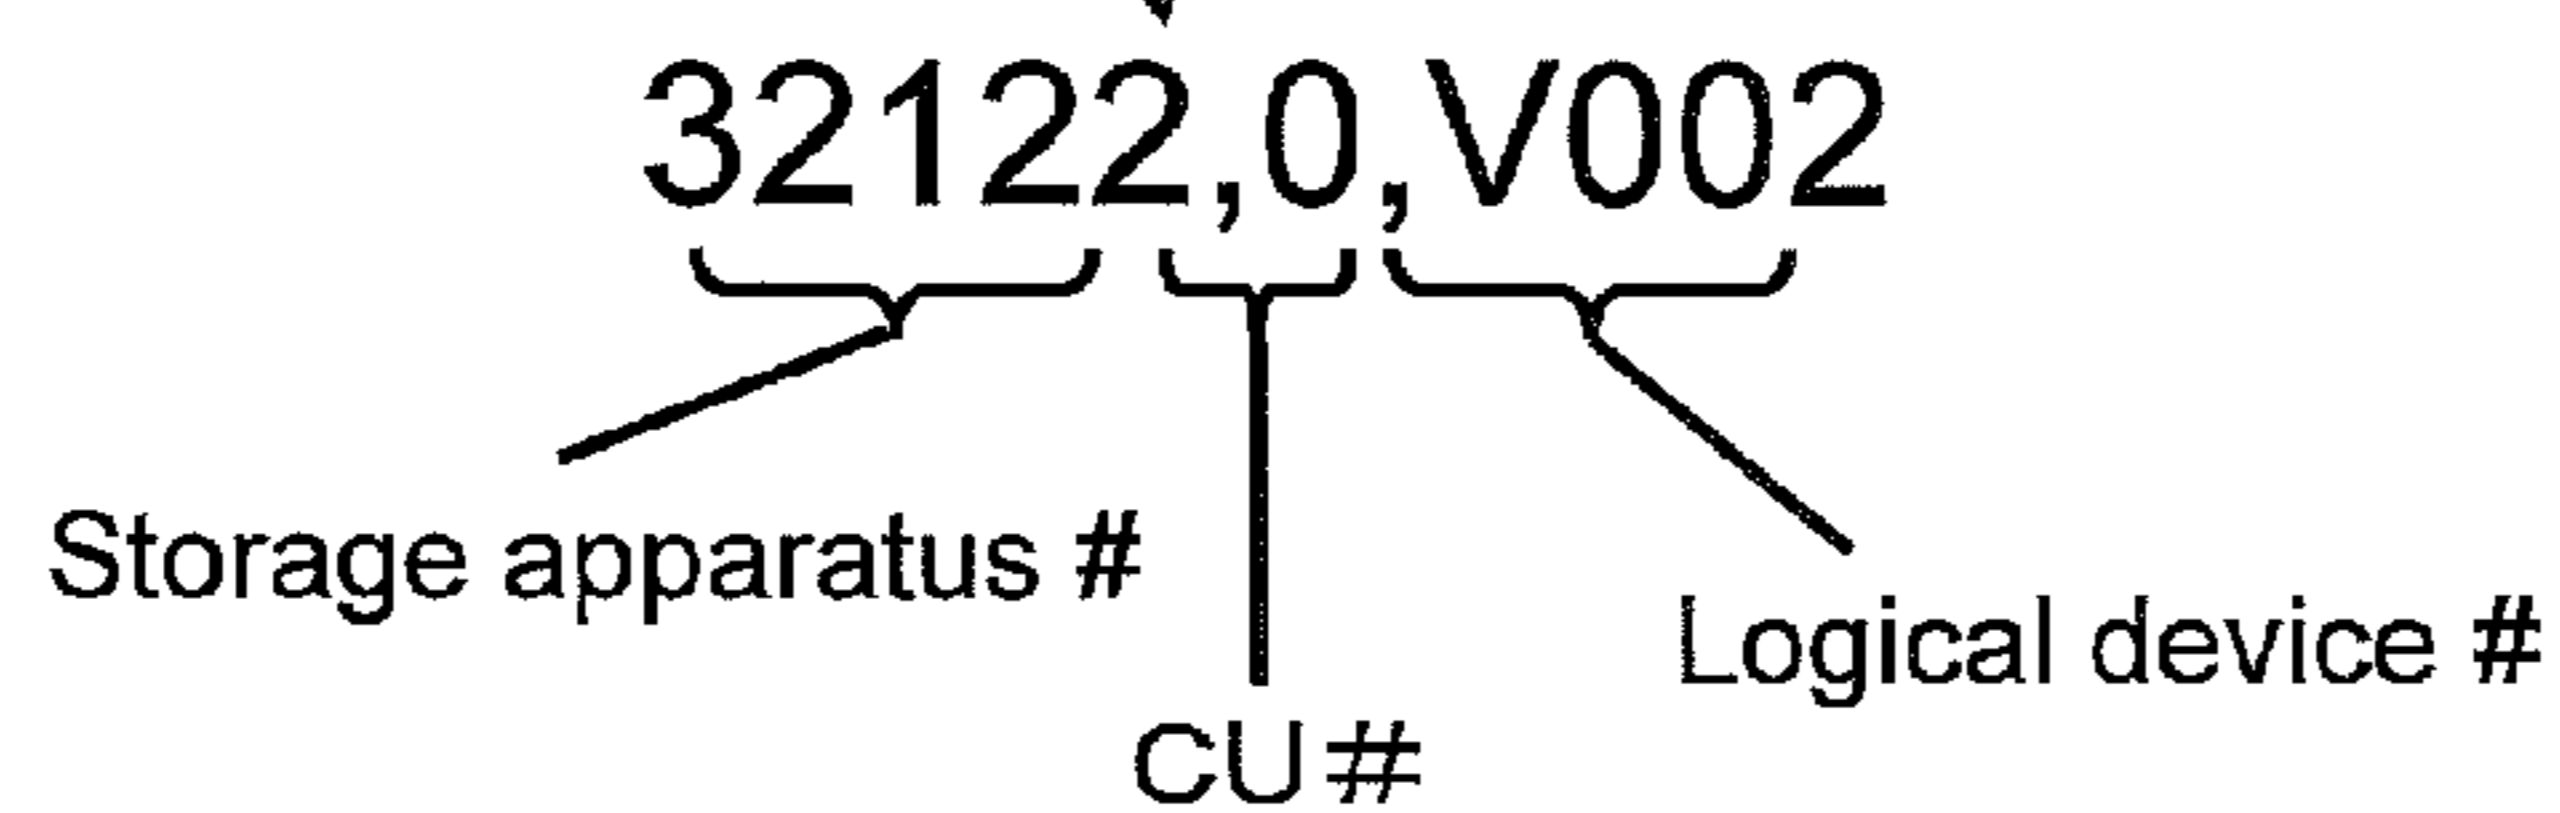 32122,0,V002
Storage apparatus #
Logical device #
CU#